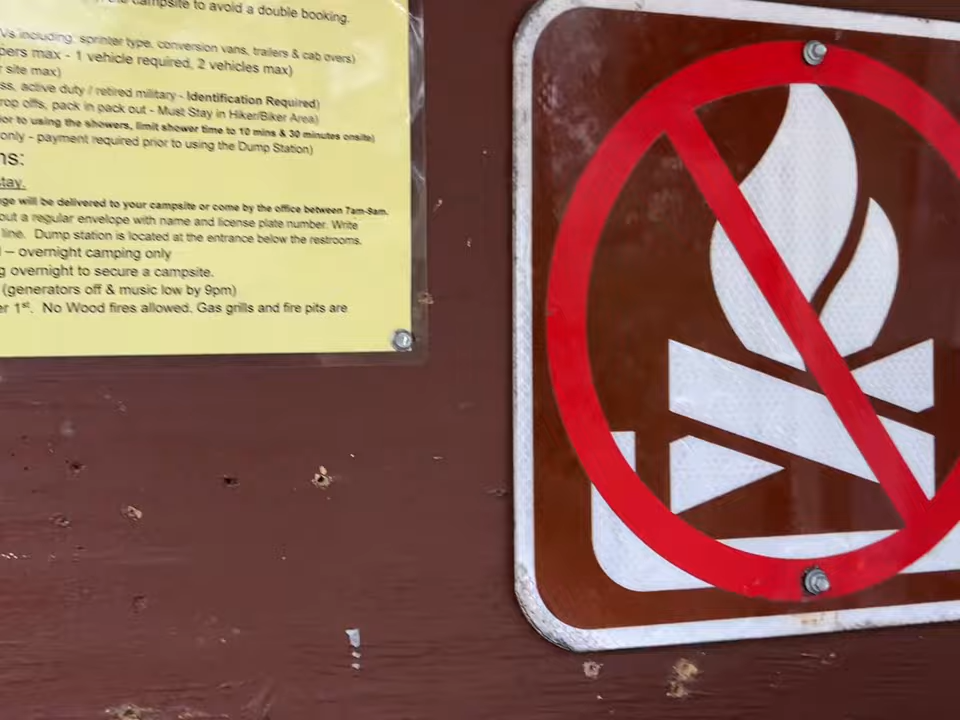 campsite to avoid a double booking.
Vs including, sprinter type, conversion vans, trailers & cab overs)
pers max - 1 vehicle required, 2 vehicles max)
site max)
ss, active duty / retired military - Identification Required)
rop offs, pack in pack out - Must Stay in Hiker/Biker Area)
ior to using the showers, limit shower time to 10 mins & 30 minutes onsite)
only - payment required prior to using the Dump Station)
ns:
tay.
ge will be delivered to your campsite or come by the office between 7am-9am.
out a regular envelope with name and license plate number. Write
line. Dump station is located at the entrance below the restrooms.
– overnight camping only
g overnight to secure a campsite.
(generators off & music low by 9pm)
er 1st. No Wood fires allowed. Gas grills and fire pits are